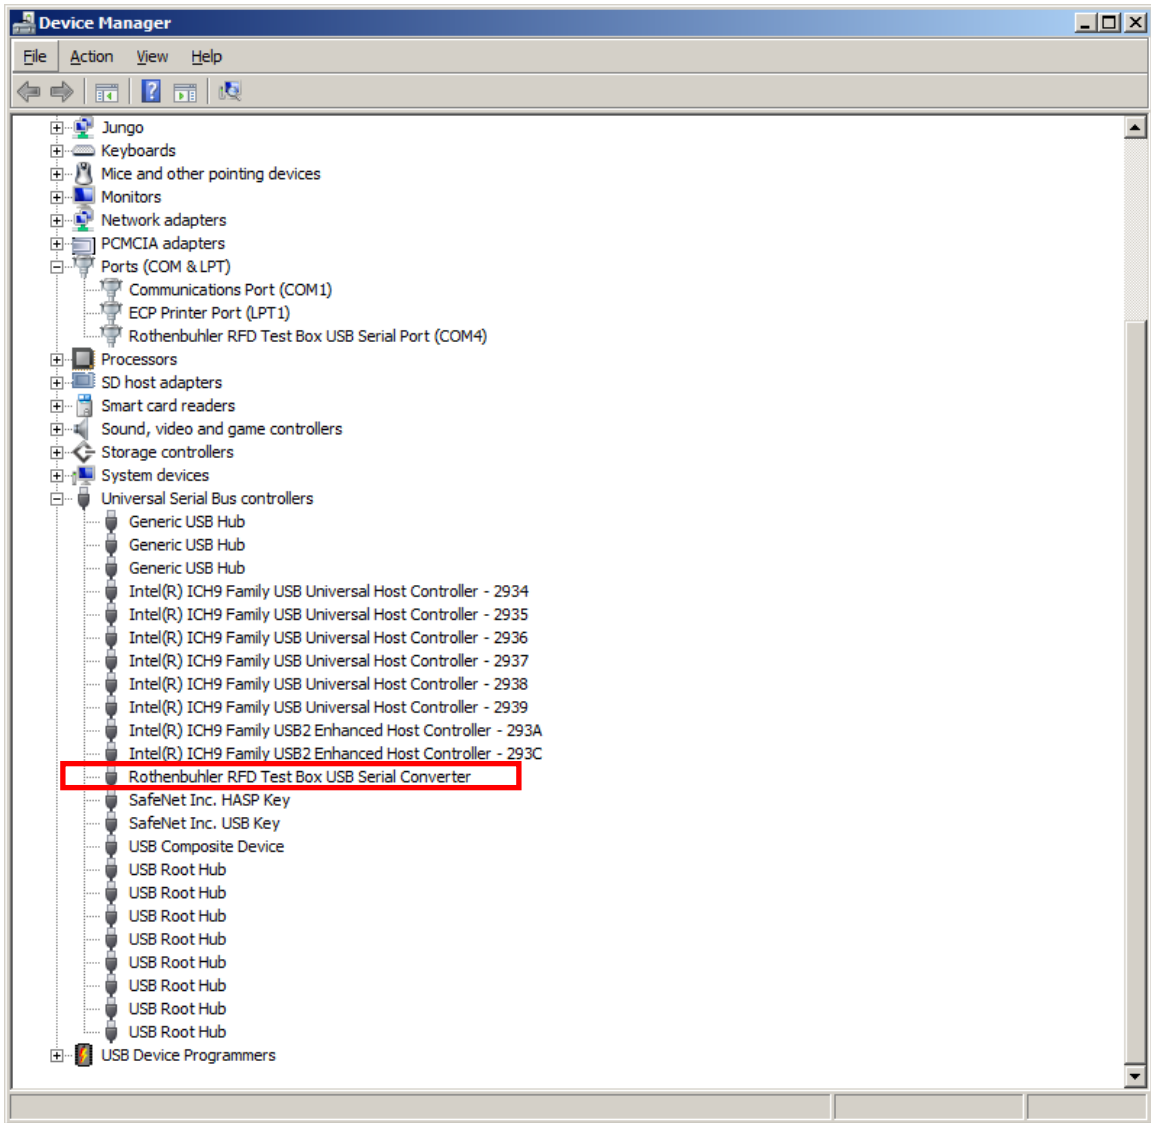 Device Manager
File Action View Help
Jungo
Keyboards
Mice and other pointing devices
Monitors
Network adapters
PCMCIA adapters
Ports (COM & LPT)
Communications Port (COM1)
ECP Printer Port (LPT1)
Rothenbuhler RFD Test Box USB Serial Port (COM4)
Processors
SD host adapters
Smart card readers
Sound, video and game controllers
Storage controllers
System devices
Universal Serial Bus controllers
Generic USB Hub
Generic USB Hub
Generic USB Hub
Intel(R) ICH9 Family USB Universal Host Controller - 2934
Intel(R) ICH9 Family USB Universal Host Controller - 2935
Intel(R) ICH9 Family USB Universal Host Controller - 2936
Intel(R) ICH9 Family USB Universal Host Controller - 2937
Intel(R) ICH9 Family USB Universal Host Controller - 2938
Intel(R) ICH9 Family USB Universal Host Controller - 2939
Intel(R) ICH9 Family USB2 Enhanced Host Controller - 293A
Intel(R) ICH9 Family USB2 Enhanced Host Controller - 293C
Rothenbuhler RFD Test Box USB Serial Converter
SafeNet Inc. HASP Key
SafeNet Inc. USB Key
USB Composite Device
USB Root Hub
USB Root Hub
USB Root Hub
USB Root Hub
USB Root Hub
USB Root Hub
USB Root Hub
USB Root Hub
USB Device Programmers